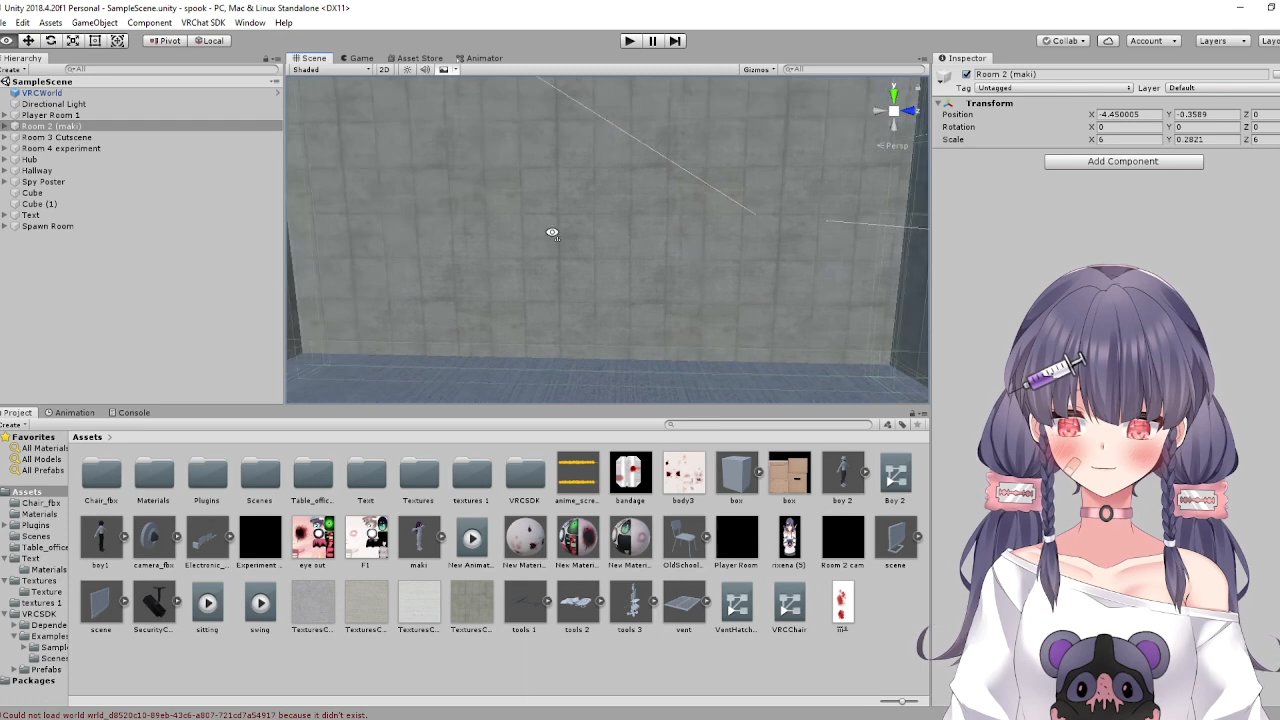 Unity 2018.4.20f1 Personal - SampleScene.unity - spook - PC, Mac & Linux Standalone <DX11>
Edit Assets GameObject Component VRChat SDK Window Help
Pivot Local Collab Account Layers
Hierarchy Scene Game Asset Store Animator Inspector
All Shaded 2D Gizmos All Room 2 (maki)
SampleScene Tag Untagged Layer Default
VRCWorld
Directional Light Transform
Player Room 1 Position X -4.450005 Y -0.3589 Z 0
Room 2 (maki) Rotation X 0 Y 0 Z 0
Room 3 Cutscene Scale X 6 Y 0.2821 Z 6
Room 4 experiment
Hub Add Component
Hallway
Spy Poster
Cube
Cube (1)
Text
Spawn Room
y
Persp
Project Animation Console
Favorites Assets
All Materials
All Models
All Prefabs
Assets
Chair_fbx
Materials
Plugins
Scenes
Table_office
Text
Materials
Textures
Texture
textures 1
VRCSDK
Depende
Examples
Sampl
Scenes
Prefabs
Packages
Chair_fbx Materials Plugins Scenes Table_offic... Text Textures textures 1 VRCSDK anime_scre... bandage body3 box box boy 2 Boy 2
boy1 camera_fbx Electronic_... Experiment ... eye out F1 maki New Animat... New Materi... New Materi... New Materi... OldSchool... Player Room rixena (5) Room 2 cam scene
scene SecurityC... sitting swing TexturesC... TexturesC... TexturesC... TexturesC... tools 1 tools 2 tools 3 vent VentHatch... VRCChair
Could not load world wrld_d8520c10-89eb-43c6-a807-721cd7a54917 because it didn't exist.